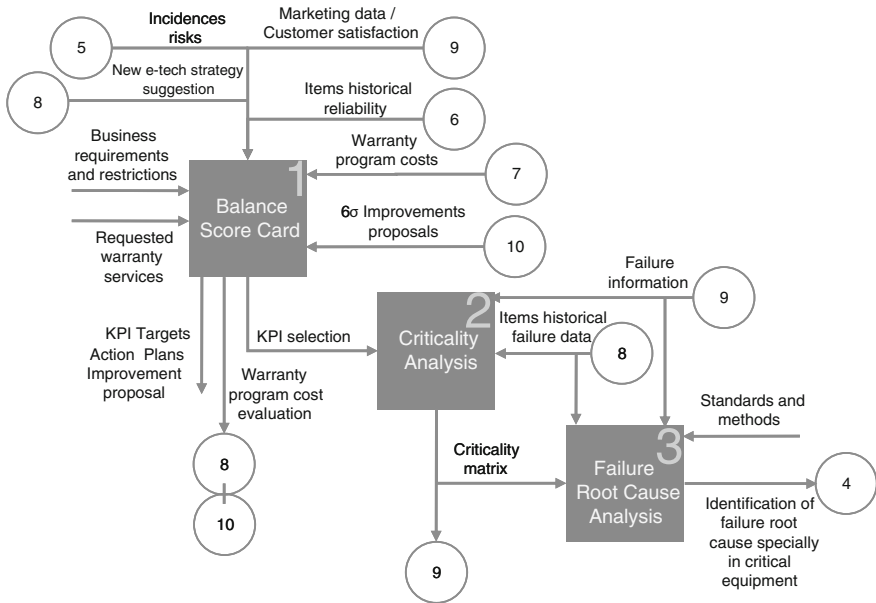 Incidences
risks
5
Marketing data /
Customer satisfaction
9
New e-tech strategy
suggestion
8
Items historical
reliability
6
Business
requirements
and restrictions
Warranty
program costs
7
1
Balance
Score Card
6σ Improvements
proposals
10
Requested
warranty
services
Failure
information
9
KPI Targets
Action Plans
Improvement
proposal
KPI selection
2
Criticality
Analysis
Items historical
failure data
8
Warranty
program cost
evaluation
8
10
Standards and
methods
Criticality
matrix
3
Failure
Root Cause
Analysis
4
Identification of
failure root
cause specially
in critical
equipment
9